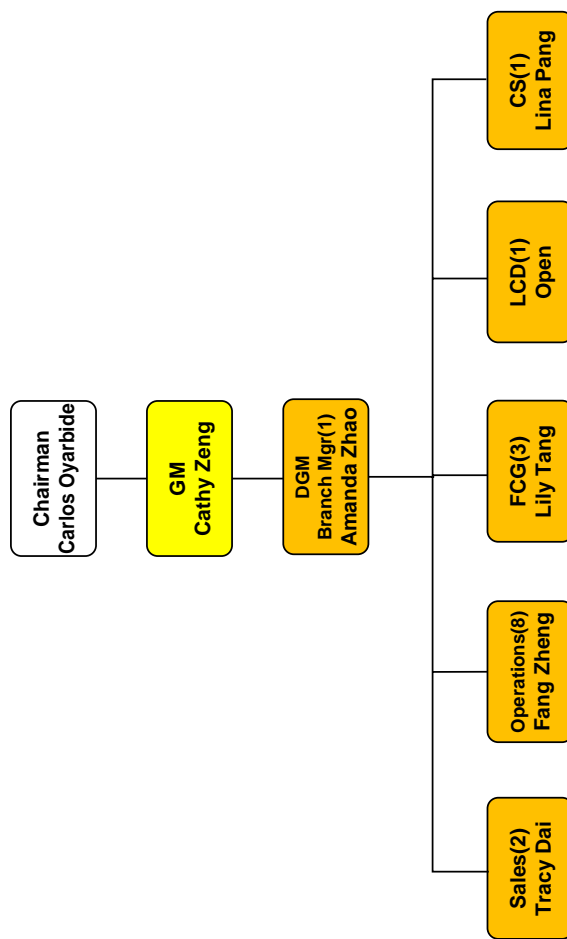 Chairman
Carlos Oyarbide
GM
Cathy Zeng
DGM
Branch Mgr(1)
Amanda Zhao
Sales(2)
Tracy Dai
Operations(8)
Fang Zheng
FCG(3)
Lily Tang
LCD(1)
Open
CS(1)
Lina Pang